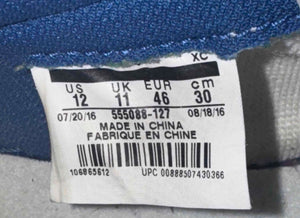 XC
US UK EUR cm
12 11 46 30
07/20/16 555088-127 08/18/16
MADE IN CHINA
FABRIQUE EN CHINE
106865612 UPC 00888507430366